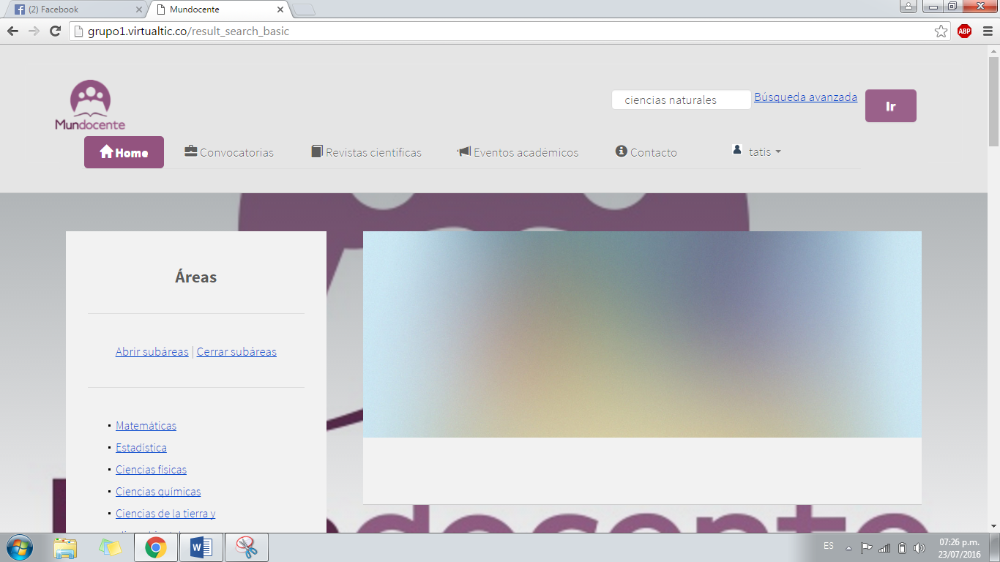 (2) Facebook
Mundocente
grupo1.virtualtic.co/result_search_basic
ABP
Mundocente
ciencias naturales
Búsqueda avanzada
Ir
Home
Convocatorias
Revistas cientificas
Eventos académicos
Contacto
tatis
Áreas
Abrir subáreas | Cerrar subáreas
Matemáticas
Estadística
Ciencias físicas
Ciencias químicas
Ciencias de la tierra y
ES
07:26 p.m.
23/07/2016